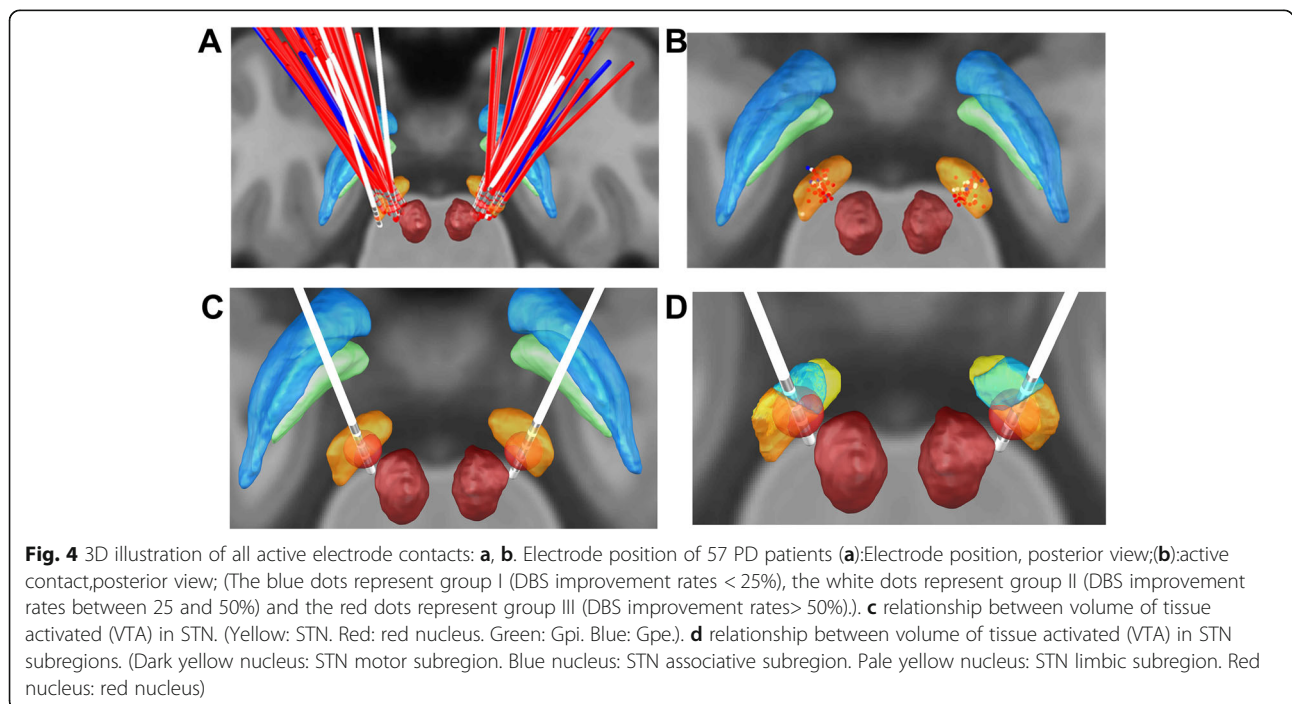 A
B
C
D
Fig. 4 3D illustration of all active electrode contacts: a, b. Electrode position of 57 PD patients (a):Electrode position, posterior view;(b):active
contact,posterior view; (The blue dots represent group I (DBS improvement rates < 25%), the white dots represent group II (DBS improvement
rates between 25 and 50%) and the red dots represent group III (DBS improvement rates> 50%).). c relationship between volume of tissue
activated (VTA) in STN. (Yellow: STN. Red: red nucleus. Green: Gpi. Blue: Gpe.). d relationship between volume of tissue activated (VTA) in STN
subregions. (Dark yellow nucleus: STN motor subregion. Blue nucleus: STN associative subregion. Pale yellow nucleus: STN limbic subregion. Red
nucleus: red nucleus)